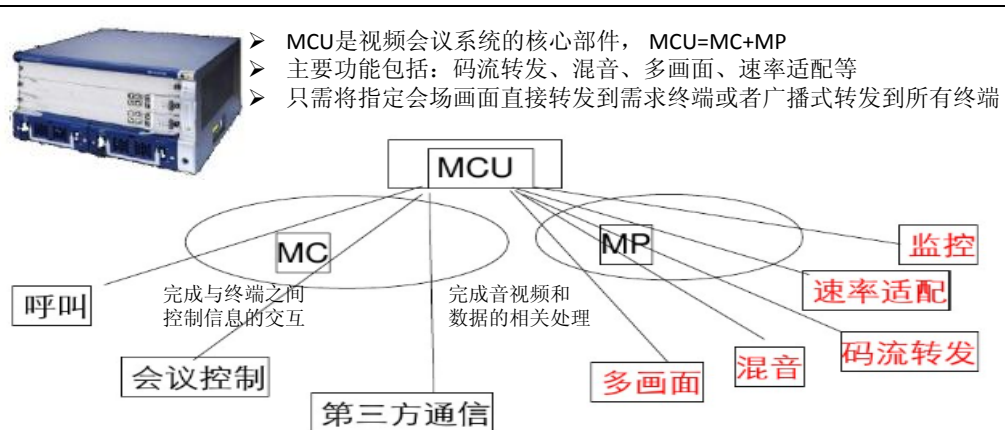 ➢ MCU是视频会议系统的核心部件， MCU=MC+MP
➢ 主要功能包括：码流转发、混音、多画面、速率适配等
➢ 只需将指定会场画面直接转发到需求终端或者广播式转发到所有终端
MCU
MC
MP
监控
呼叫
完成与终端之间
控制信息的交互
完成音视频和
数据的相关处理
速率适配
会议控制
第三方通信
多画面
混音
码流转发